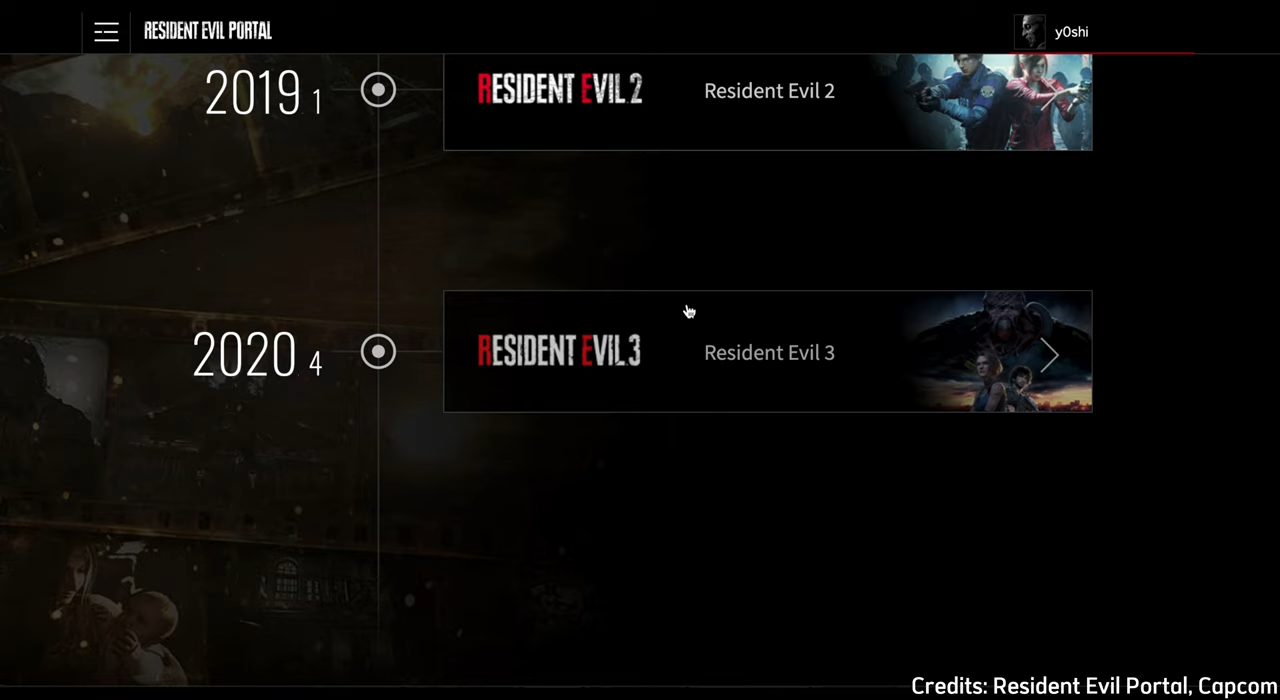 RESIDENT EVIL PORTAL
y0shi
2019 1
RESIDENT EVIL 2
Resident Evil 2
2020 4
RESIDENT EVIL 3
Resident Evil 3
Credits: Resident Evil Portal, Capcom